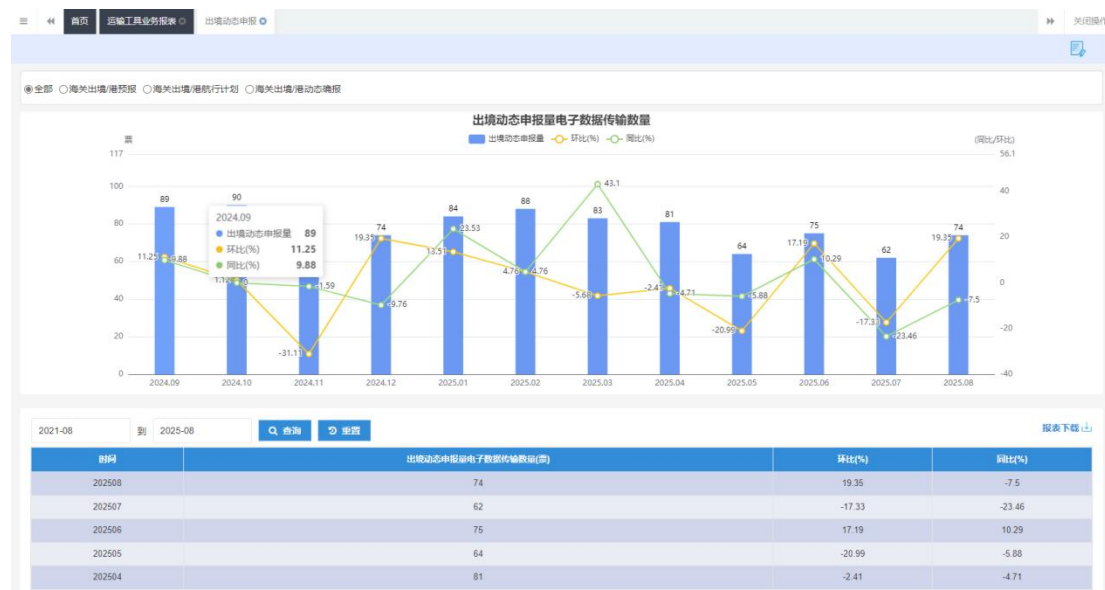 首页 运输工具业务报表 出境动态申报 关闭操作
全部 海关出境/港预报 海关出境/港航行计划 海关出境/港动态确报
出境动态申报量电子数据传输数量
票 出境动态申报量 环比(%) 同比(%) (同比/环比)
117 56.1
100 40
80 20
60 0
40 -20
20 -40
0
89 90 74 84 88 83 81 64 75 62 74
2024.09
出境动态申报量 89
环比(%) 11.25
同比(%) 9.88
11.25 1.12 -31.11 19.35 13.51 4.76 -5.68 -2.41 -20.99 17.19 -17.33 19.35
9.88 0 -1.59 -9.76 23.53 4.76 43.1 -4.71 -5.88 10.29 -23.46 -7.5
2024.09 2024.10 2024.11 2024.12 2025.01 2025.02 2025.03 2025.04 2025.05 2025.06 2025.07 2025.08
2021-08 到 2025-08 查询 重置 报表下载
时间 出境动态申报量电子数据传输数量(票) 环比(%) 同比(%)
202508 74 19.35 -7.5
202507 62 -17.33 -23.46
202506 75 17.19 10.29
202505 64 -20.99 -5.88
202504 81 -2.41 -4.71